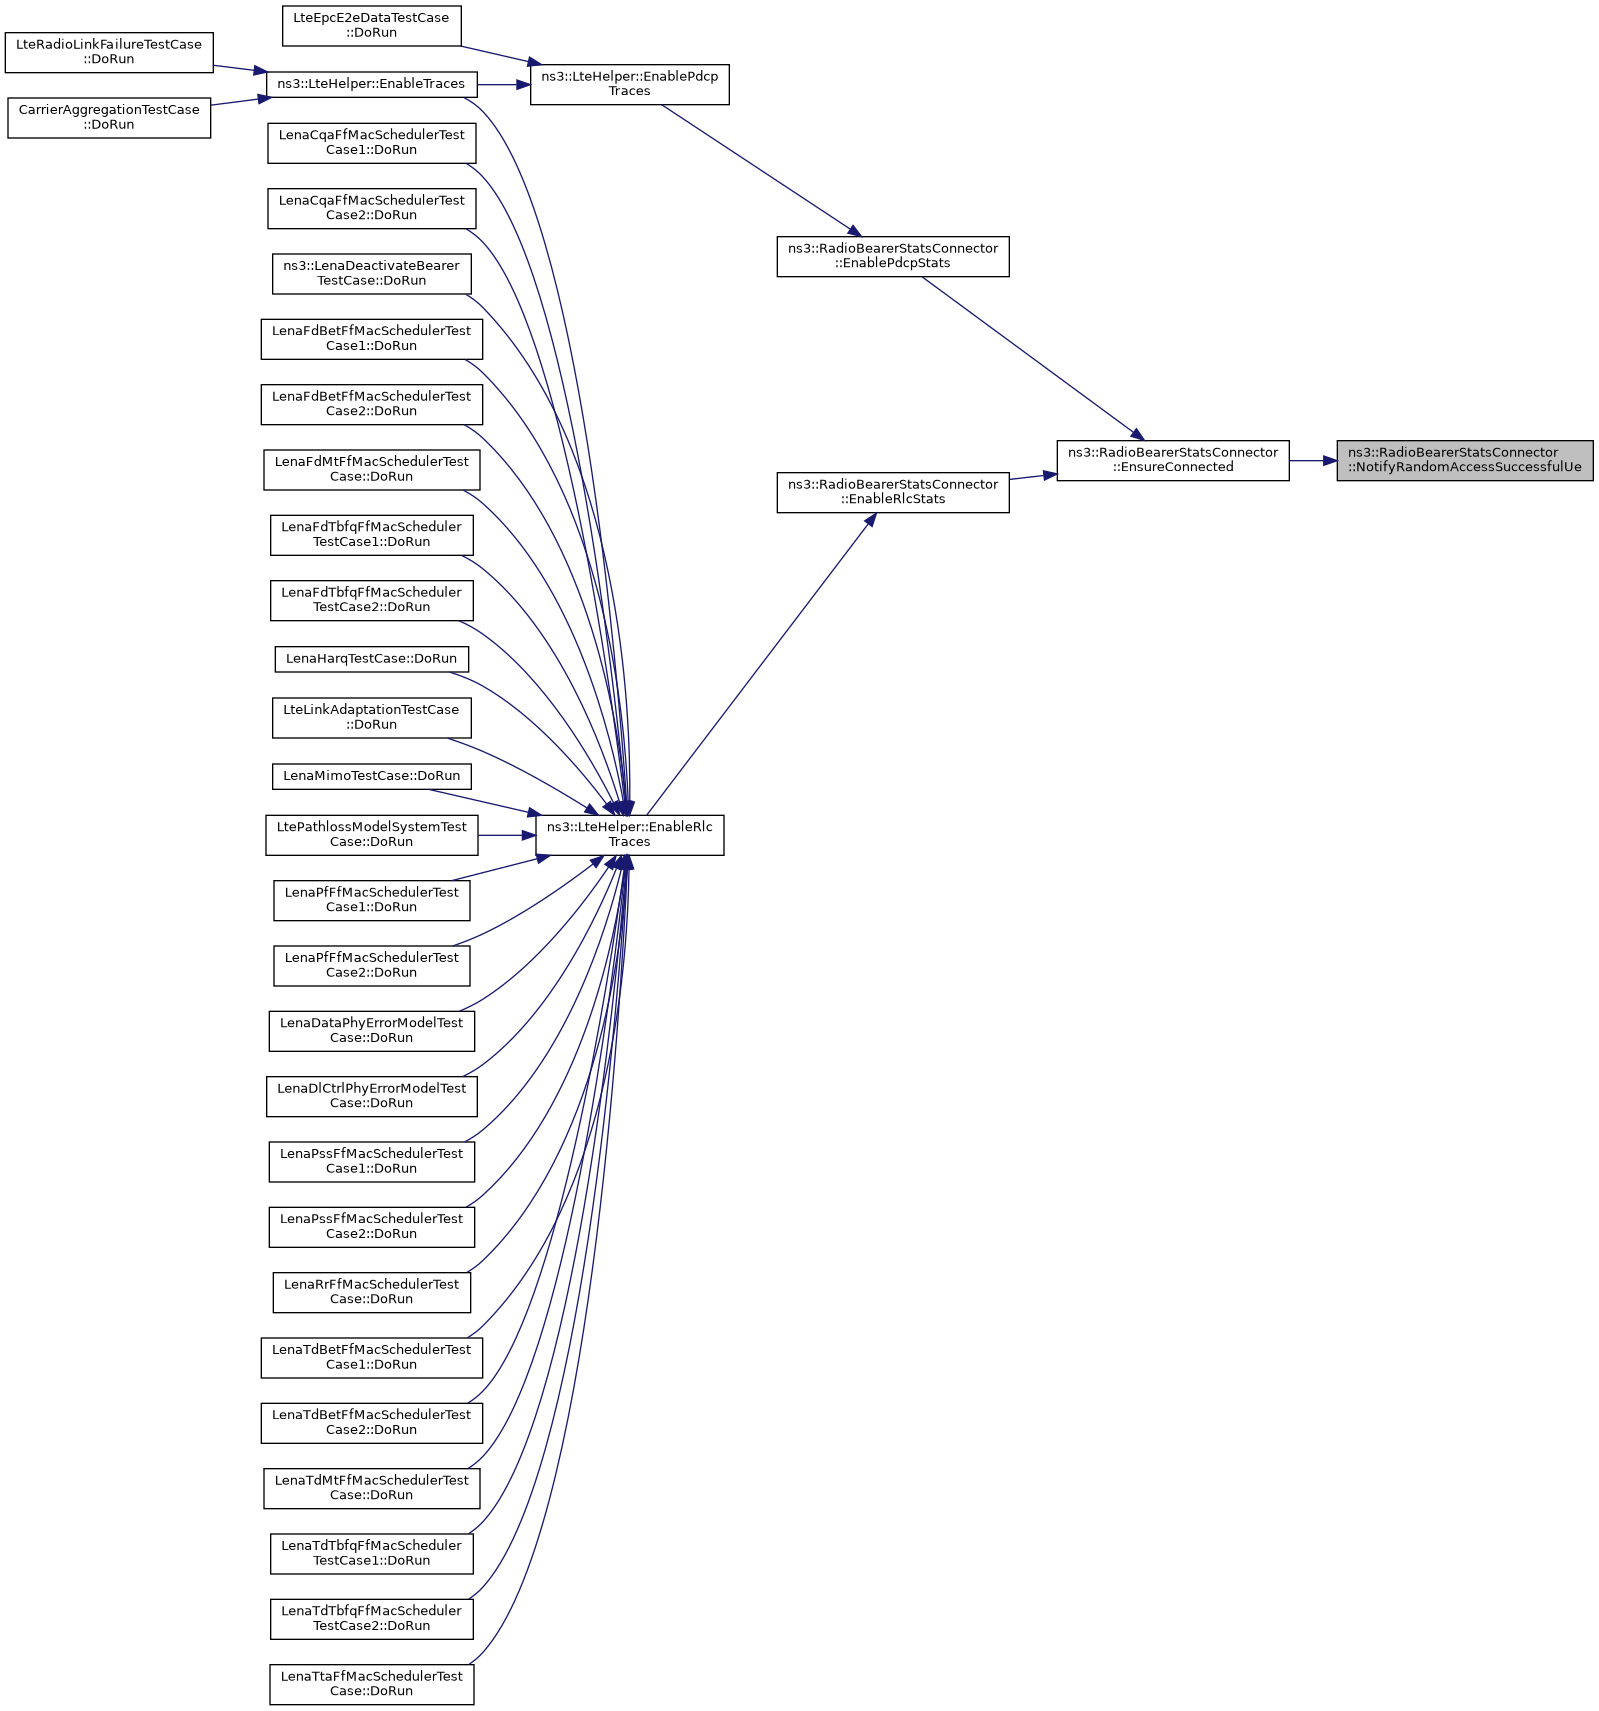 LteEpcE2eDataTestCase
::DoRun
LteRadioLinkFailureTestCase
::DoRun
ns3::LteHelper::EnableTraces
ns3::LteHelper::EnablePdcp
Traces
CarrierAggregationTestCase
::DoRun
LenaCqaFfMacSchedulerTest
Case1::DoRun
LenaCqaFfMacSchedulerTest
Case2::DoRun
ns3::RadioBearerStatsConnector
::EnablePdcpStats
ns3::LenaDeactivateBearer
TestCase::DoRun
LenaFdBetFfMacSchedulerTest
Case1::DoRun
LenaFdBetFfMacSchedulerTest
Case2::DoRun
LenaFdMtFfMacSchedulerTest
Case::DoRun
ns3::RadioBearerStatsConnector
::EnsureConnected
ns3::RadioBearerStatsConnector
::NotifyRandomAccessSuccessfulUe
ns3::RadioBearerStatsConnector
::EnableRlcStats
LenaFdTbfqFfMacScheduler
TestCase1::DoRun
LenaFdTbfqFfMacScheduler
TestCase2::DoRun
LenaHarqTestCase::DoRun
LteLinkAdaptationTestCase
::DoRun
LenaMimoTestCase::DoRun
LtePathlossModelSystemTest
Case::DoRun
ns3::LteHelper::EnableRlc
Traces
LenaPfFfMacSchedulerTest
Case1::DoRun
LenaPfFfMacSchedulerTest
Case2::DoRun
LenaDataPhyErrorModelTest
Case::DoRun
LenaDlCtrlPhyErrorModelTest
Case::DoRun
LenaPssFfMacSchedulerTest
Case1::DoRun
LenaPssFfMacSchedulerTest
Case2::DoRun
LenaRrFfMacSchedulerTest
Case::DoRun
LenaTdBetFfMacSchedulerTest
Case1::DoRun
LenaTdBetFfMacSchedulerTest
Case2::DoRun
LenaTdMtFfMacSchedulerTest
Case::DoRun
LenaTdTbfqFfMacScheduler
TestCase1::DoRun
LenaTdTbfqFfMacScheduler
TestCase2::DoRun
LenaTtaFfMacSchedulerTest
Case::DoRun